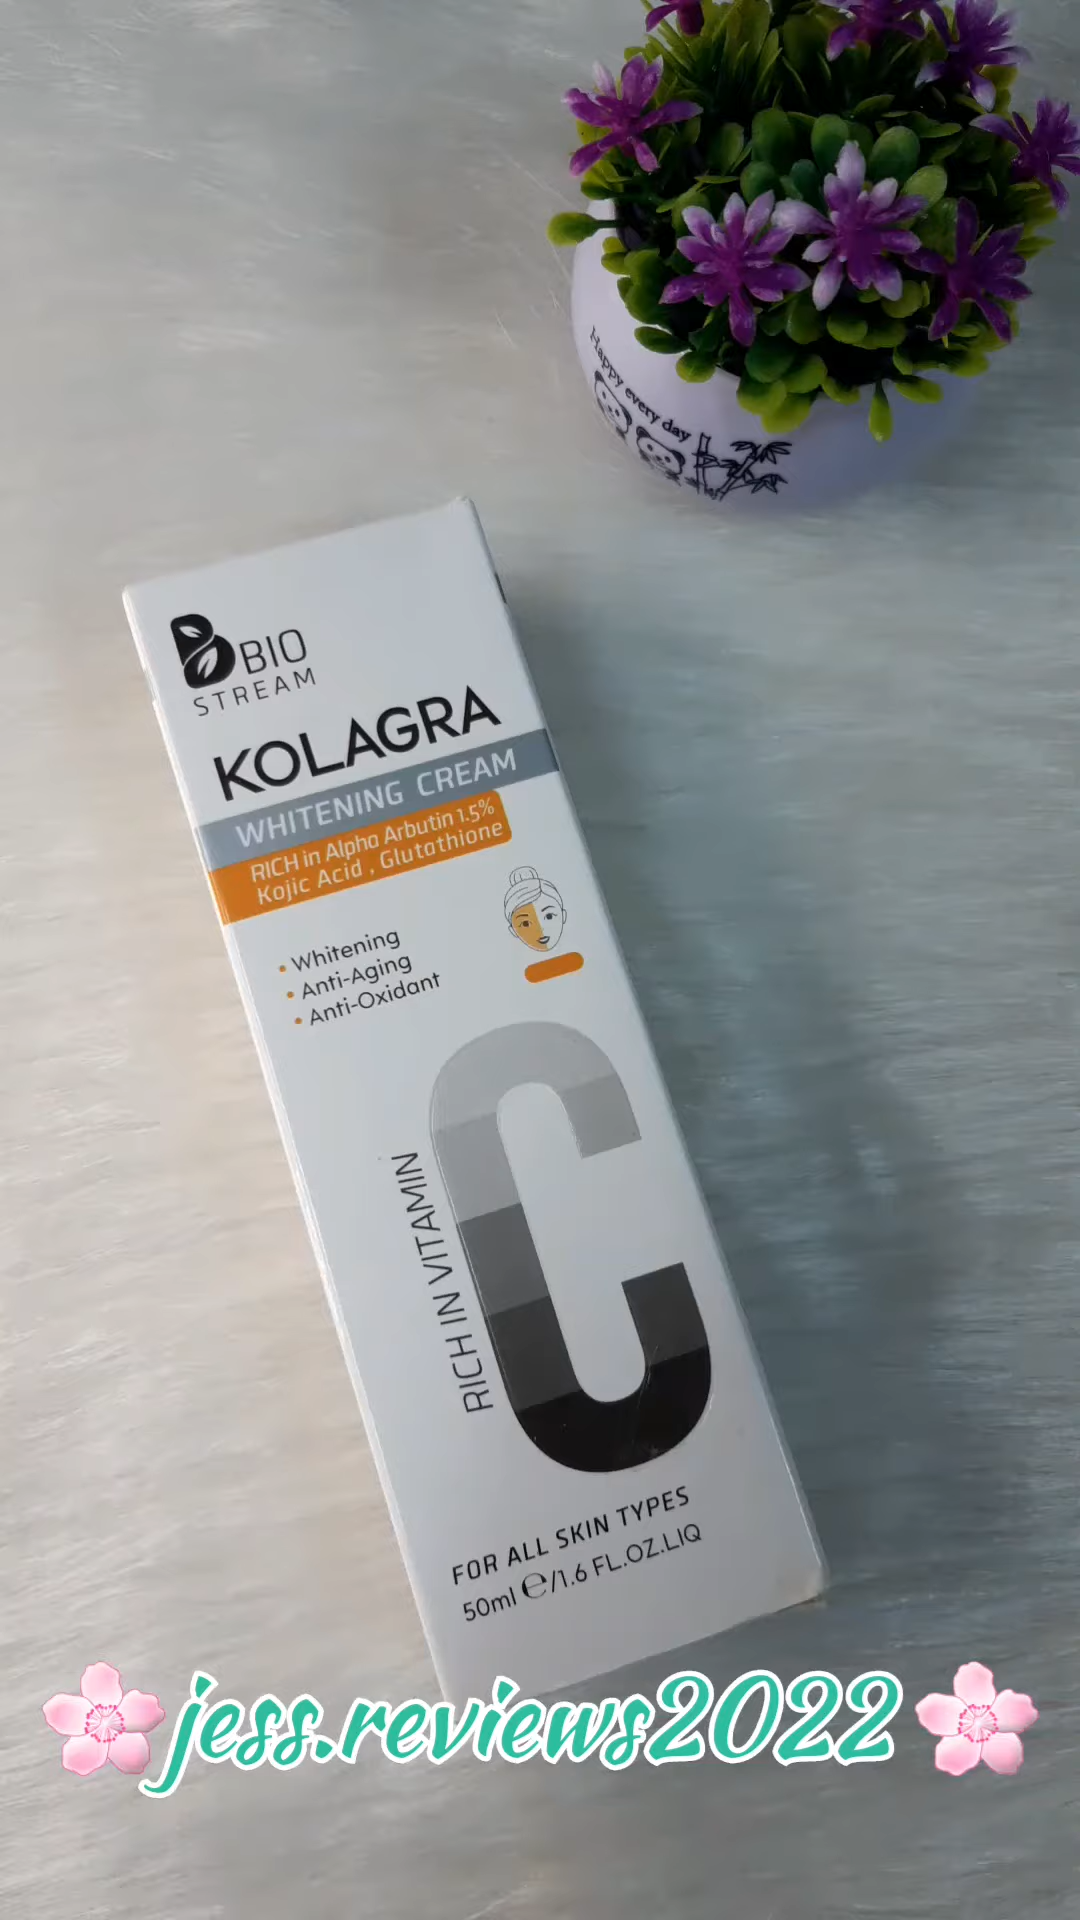 Happy every day
BIO
STREAM
KOLAGRA
WHITENING CREAM
RICH in Alpha Arbutin 1.5%
Kojic Acid , Glutathione
• Whitening
• Anti-Aging
• Anti-Oxidant
RICH IN VITAMIN
C
FOR ALL SKIN TYPES
50ml ℮/1.6 FL.OZ.LIQ
jess.reviews2022